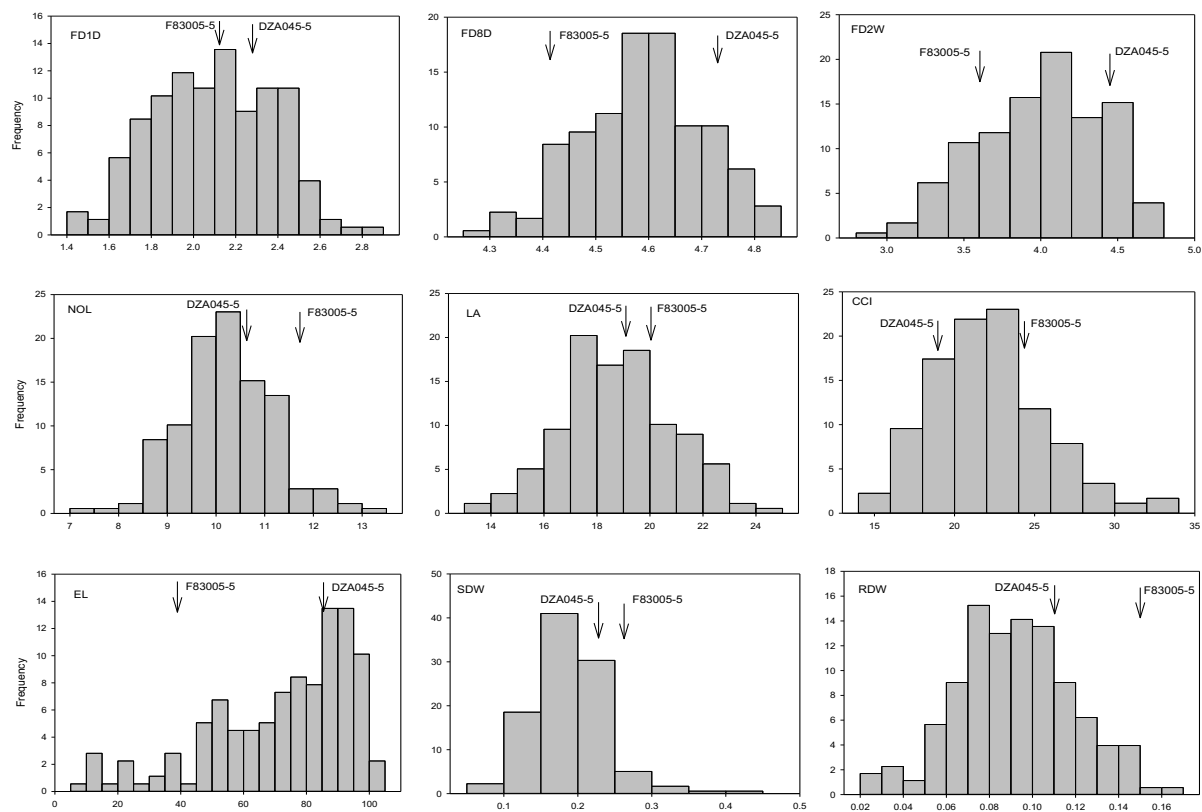 FD1D
F83005-5 DZA045-5
Frequency
16
14
12
10
8
6
4
2
0
1.4 1.6 1.8 2.0 2.2 2.4 2.6 2.8
FD8D
F83005-5 DZA045-5
20
15
10
5
0
4.3 4.4 4.5 4.6 4.7 4.8
FD2W
F83005-5 DZA045-5
25
20
15
10
5
0
3.0 3.5 4.0 4.5 5.0
NOL
DZA045-5 F83005-5
Frequency
25
20
15
10
5
0
7 8 9 10 11 12 13
LA
DZA045-5 F83005-5
25
20
15
10
5
0
14 16 18 20 22 24
CCI
DZA045-5 F83005-5
25
20
15
10
5
0
15 20 25 30 35
EL
F83005-5 DZA045-5
Frequency
16
14
12
10
8
6
4
2
0
0 20 40 60 80 100
SDW
DZA045-5 F83005-5
50
40
30
20
10
0
0.1 0.2 0.3 0.4 0.5
RDW
DZA045-5 F83005-5
18
16
14
12
10
8
6
4
2
0
0.02 0.04 0.06 0.08 0.10 0.12 0.14 0.16